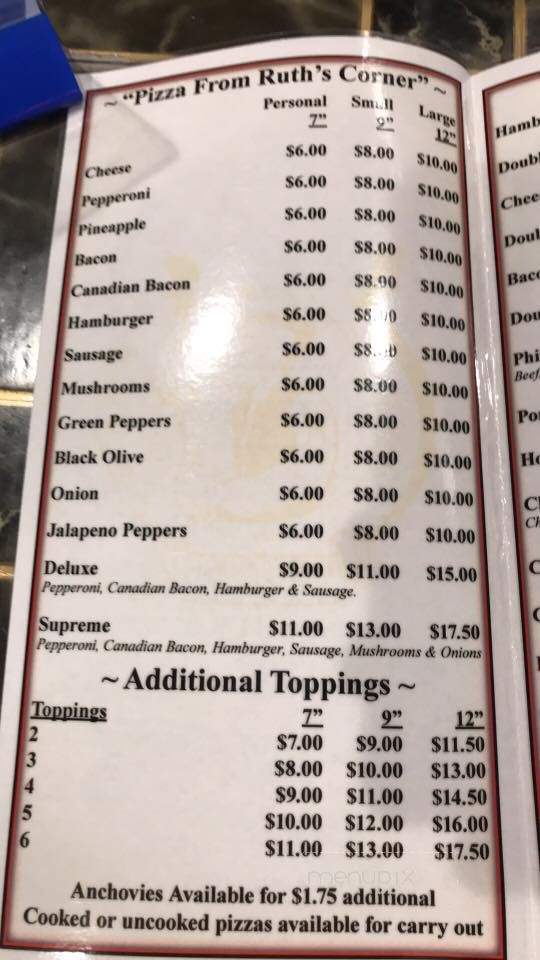 ~ “Pizza From Ruth's Corner” ~
Personal Small Large
7” 9” 12”
Cheese $6.00 $8.00 $10.00
Pepperoni $6.00 $8.00 $10.00
Pineapple $6.00 $8.00 $10.00
Bacon $6.00 $8.00 $10.00
Canadian Bacon $6.00 $8.00 $10.00
Hamburger $6.00 $8.00 $10.00
Sausage $6.00 $10.00
Mushrooms $6.00 $8.00 $10.00
Green Peppers $6.00 $8.00 $10.00
Black Olive $6.00 $8.00 $10.00
Onion $6.00 $8.00 $10.00
Jalapeno Peppers $6.00 $8.00 $10.00
Deluxe $9.00 $11.00 $15.00
Pepperoni, Canadian Bacon, Hamburger & Sausage.
Supreme $11.00 $13.00 $17.50
Pepperoni, Canadian Bacon, Hamburger, Sausage, Mushrooms & Onions
~ Additional Toppings ~
Toppings 7” 9” 12”
2 $7.00 $9.00 $11.50
3 $8.00 $10.00 $13.00
4 $9.00 $11.00 $14.50
5 $10.00 $12.00 $16.00
6 $11.00 $13.00 $17.50
menupix
Anchovies Available for $1.75 additional
Cooked or uncooked pizzas available for carry out